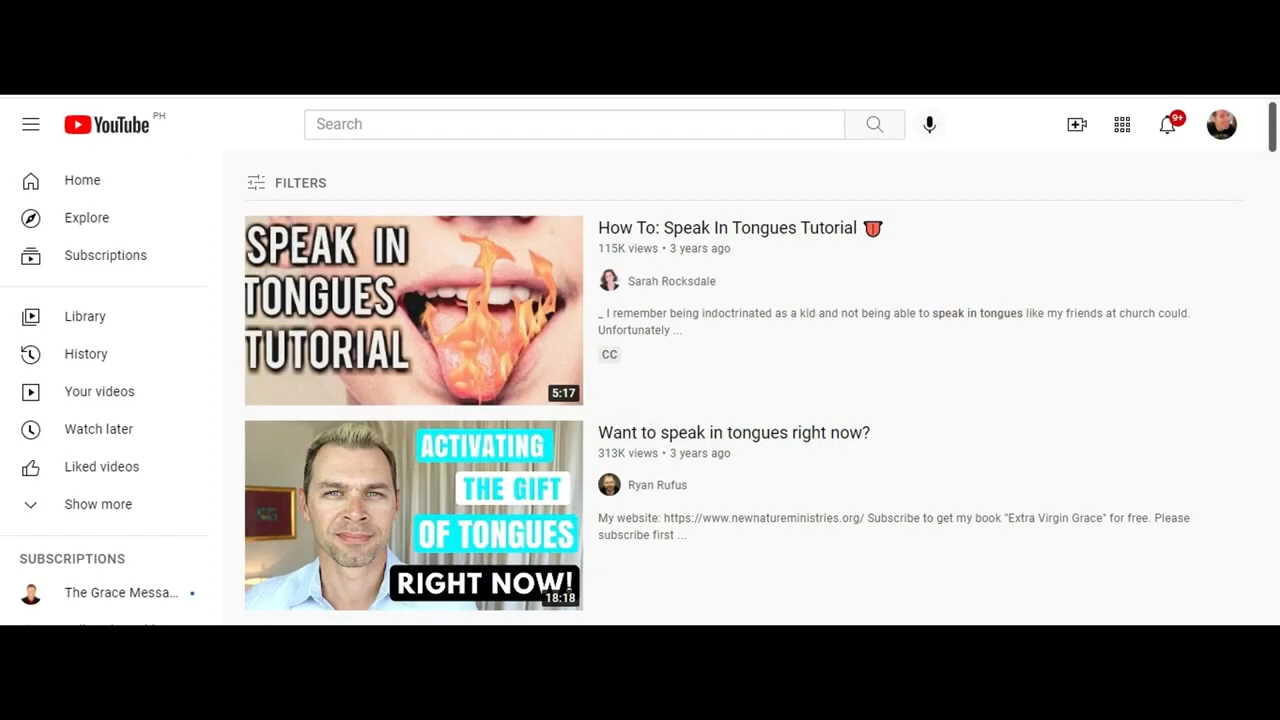 YouTube PH
Search
9+
Home
Explore
Subscriptions
Library
History
Your videos
Watch later
Liked videos
Show more
SUBSCRIPTIONS
The Grace Messa...
FILTERS
SPEAK IN
TONGUES
TUTORIAL
5:17
How To: Speak In Tongues Tutorial
115K views • 3 years ago
Sarah Rocksdale
_ I remember being indoctrinated as a kid and not being able to speak in tongues like my friends at church could.
Unfortunately ...
CC
ACTIVATING
THE GIFT
OF TONGUES
RIGHT NOW!
18:18
Want to speak in tongues right now?
313K views • 3 years ago
Ryan Rufus
My website: https://www.newnatureministries.org/ Subscribe to get my book "Extra Virgin Grace" for free. Please
subscribe first ...